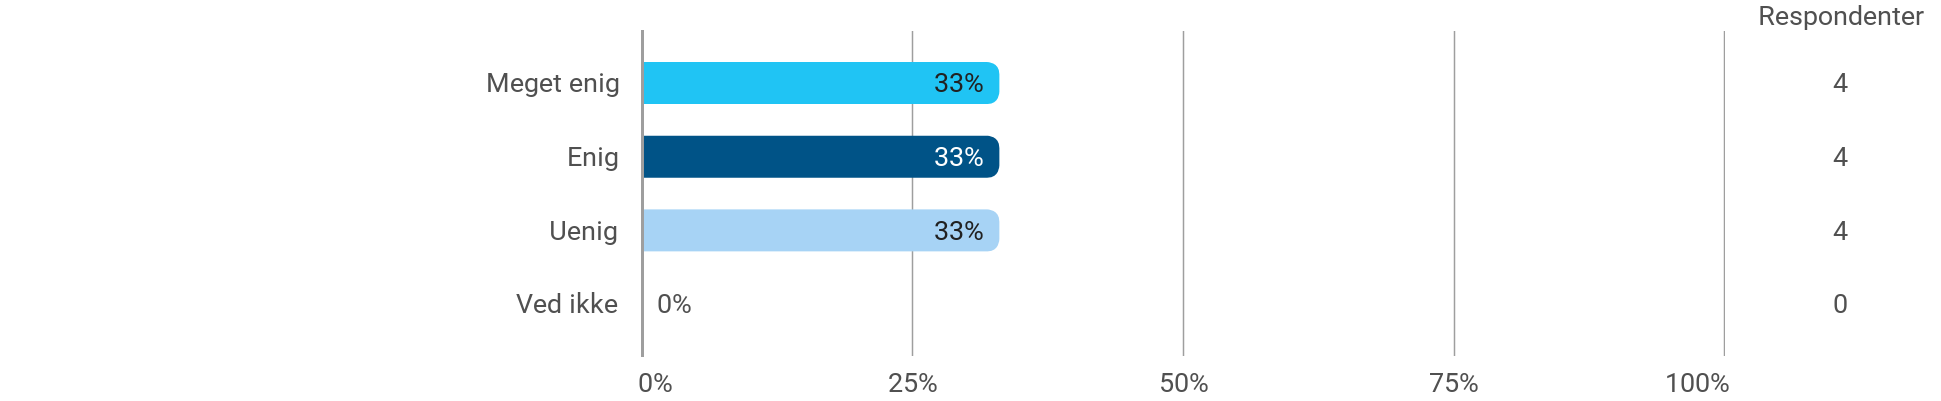 Respondenter
Meget enig 33% 4
Enig 33% 4
Uenig 33% 4
Ved ikke 0% 0
0% 25% 50% 75% 100%